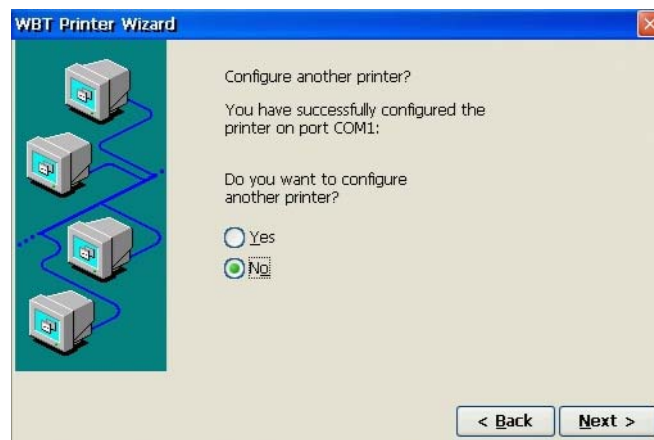 WBT Printer Wizard
Configure another printer?
You have successfully configured the
printer on port COM1:
Do you want to configure
another printer?
Yes
No
< Back
Next >